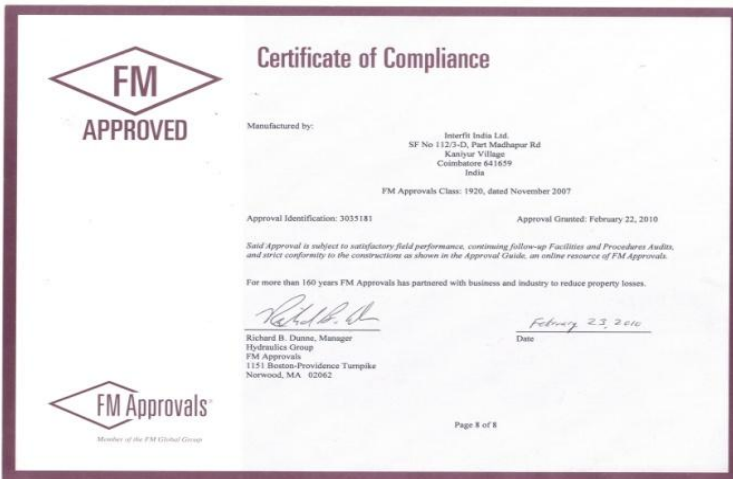 FM
APPROVED
Certificate of Compliance
Manufactured by:
Interfit India Ltd.
SF No 112/3-D, Part Madhapur Rd
Kaniyur Village
Coimbatore 641659
India
FM Approvals Class: 1920, dated November 2007
Approval Identification: 3035181
Approval Granted: February 22, 2010
Said Approval is subject to satisfactory field performance, continuing follow-up Facilities and Procedures Audits,
and strict conformity to the constructions as shown in the Approval Guide, an online resource of FM Approvals.
For more than 160 years FM Approvals has partnered with business and industry to reduce property losses.
February 23, 2010
Richard B. Dunne, Manager
Date
Hydraulics Group
FM Approvals
1151 Boston-Providence Turnpike
Norwood, MA 02062
FM Approvals®
Member of the FM Global Group
Page 8 of 8